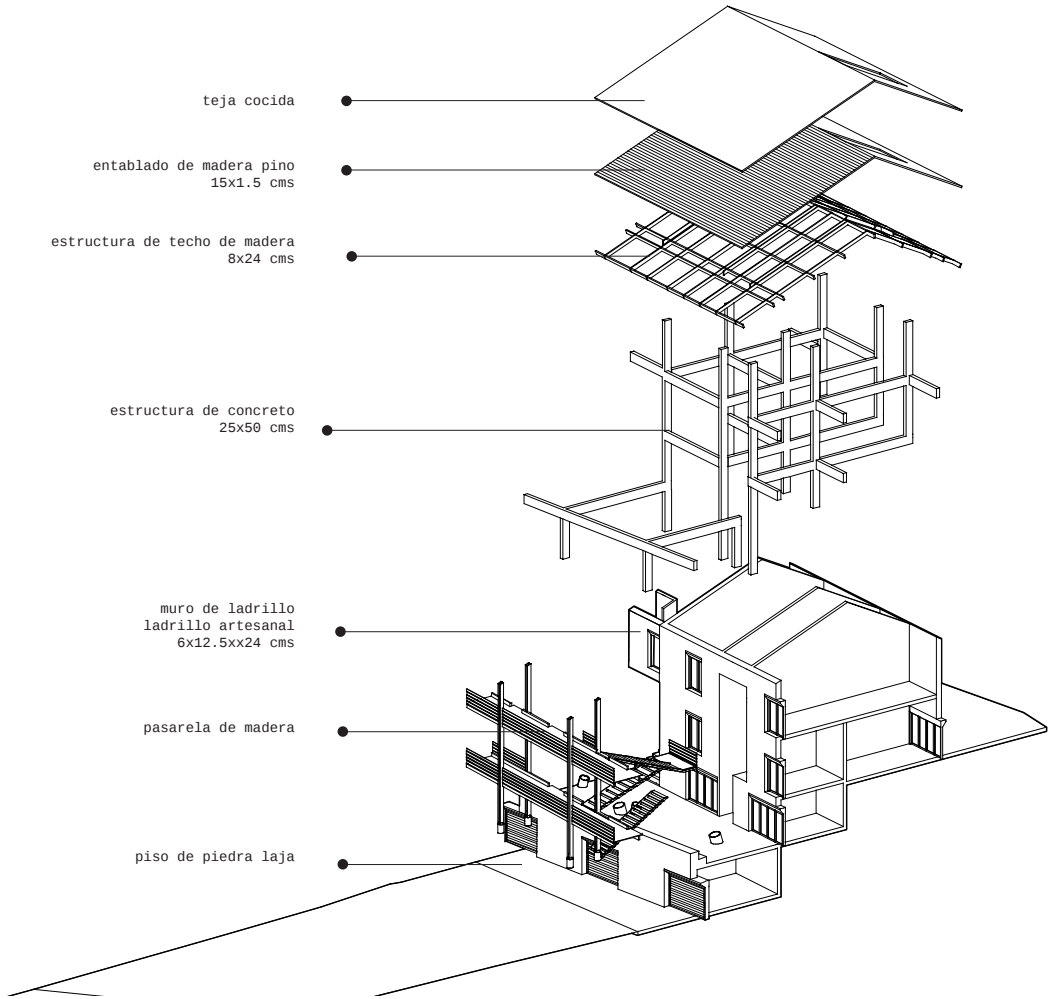 teja cocida
entablado de madera pino
15x1.5 cms
estructura de techo de madera
8x24 cms
estructura de concreto
25x50 cms
muro de ladrillo
ladrillo artesanal
6x12.5xx24 cms
pasarela de madera
piso de piedra laja